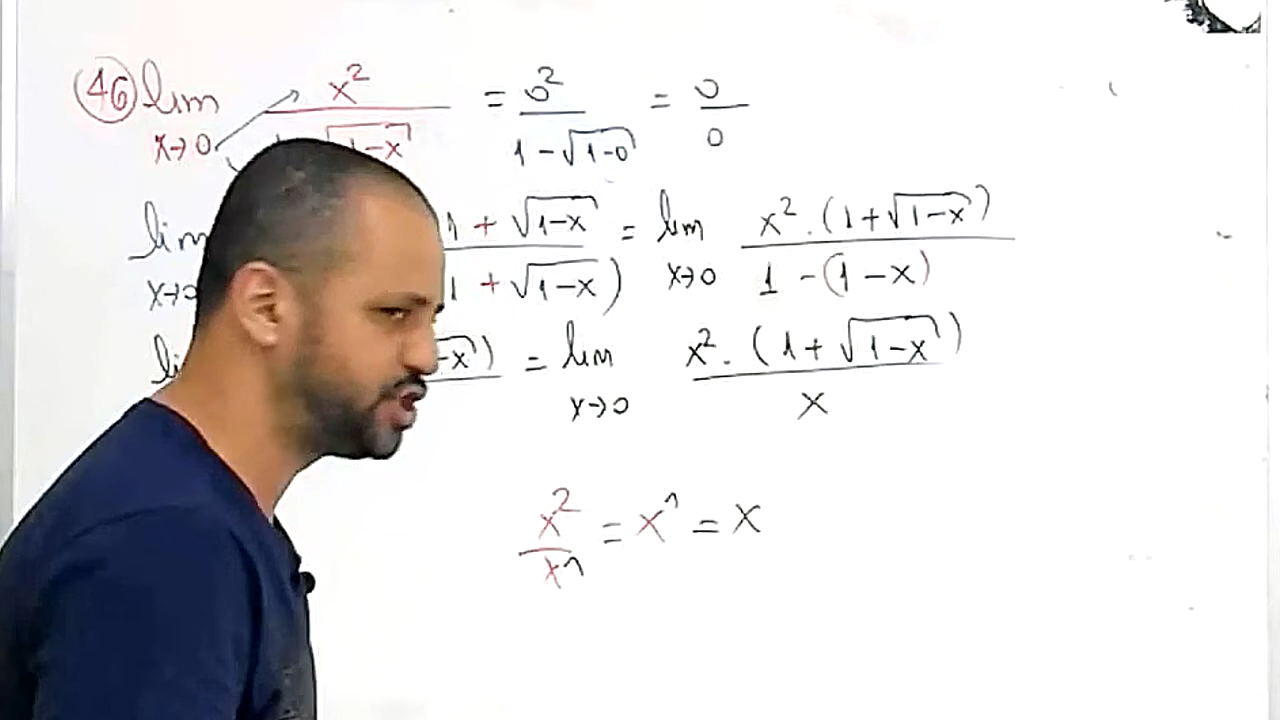 46 lim x→0 x² / √(1-x) = 0² / 1-√(1-0) = 0 / 0
lim x→0 1 + √(1-x) / 1 + √(1-x)) = lim x→0 x² . (1+√(1-x)) / 1 -(1-x)
-x) = lim x→0 x² . (1+√(1-x)) / x
x² / x¹ = x¹ = x